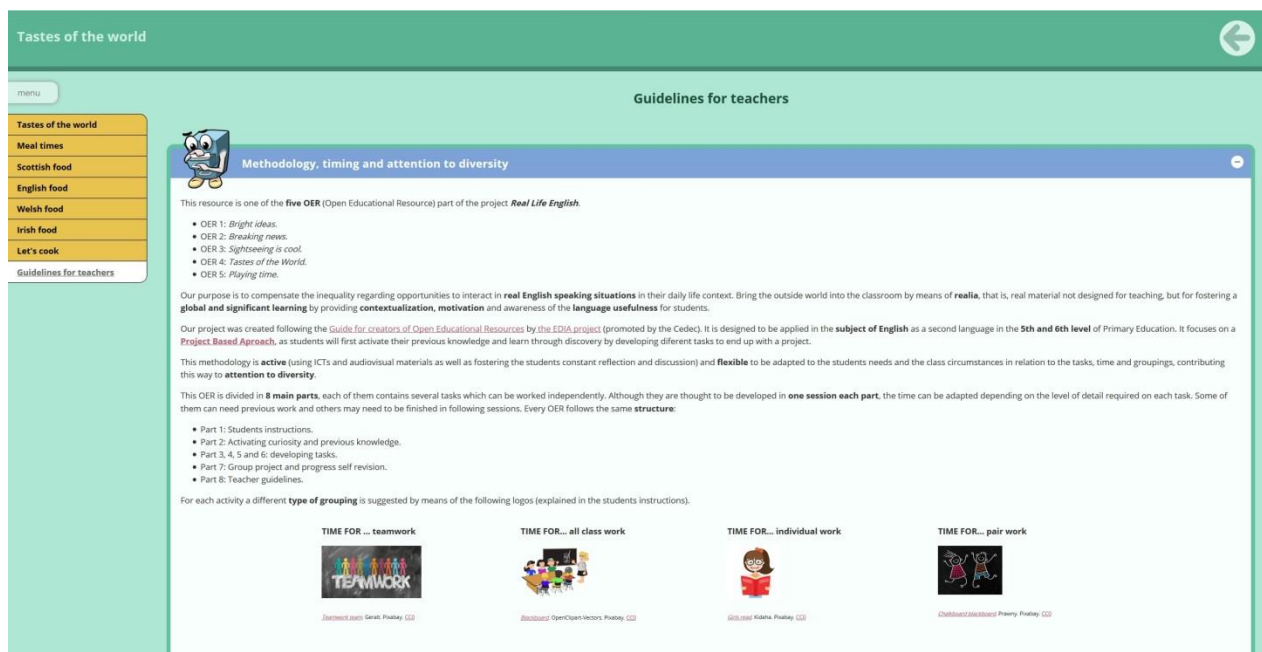 Tastes of the world
menu
Guidelines for teachers
Tastes of the world
Meal times
Scottish food
English food
Welsh food
Irish food
Let's cook
Guidelines for teachers
Methodology, timing and attention to diversity
This resource is one of the five OER (Open Educational Resource) part of the project Real Life English.
• OER 1: Bright ideas.
• OER 2: Breaking news.
• OER 3: Sightseeing is cool.
• OER 4: Tastes of the World.
• OER 5: Playing time.
Our purpose is to compensate the inequality regarding opportunities to interact in real English speaking situations in their daily life context. Bring the outside world into the classroom by means of realia, that is, real material not designed for teaching, but for fostering a
global and significant learning by providing contextualization, motivation and awareness of the language usefulness for students.
Our project was created following the Guide for creators of Open Educational Resources by the EDIA project (promoted by the Cedec). It is designed to be applied in the subject of English as a second language in the 5th and 6th level of Primary Education. It focuses on a
Project Based Aproach, as students will first activate their previous knowledge and learn through discovery by developing diferent tasks to end up with a project.
This methodology is active (using ICTs and audiovisual materials as well as fostering the students constant reflection and discussion) and flexible to be adapted to the students needs and the class circumstances in relation to the tasks, time and groupings, contributing
this way to attention to diversity.
This OER is divided in 8 main parts, each of them contains several tasks which can be worked independently. Although they are thought to be developed in one session each part, the time can be adapted depending on the level of detail required on each task. Some of
them can need previous work and others may need to be finished in following sessions. Every OER follows the same structure:
• Part 1: Students instructions.
• Part 2: Activating curiosity and previous knowledge.
• Part 3, 4, 5 and 6: developing tasks.
• Part 7: Group project and progress self revision.
• Part 8: Teacher guidelines.
For each activity a different type of grouping is suggested by means of the following logos (explained in the students instructions).
TIME FOR ... teamwork
TIME FOR... all class work
TIME FOR... individual work
TIME FOR... pair work
TEAMWORK
Teamwork team. Geralt. Pixabay. CC0
Blackboard. OpenClipart-Vectors. Pixabay. CC0
Girls read. Kidaha. Pixabay. CC0
Chalkboard blackboard. Prawny. Pixabay. CC0